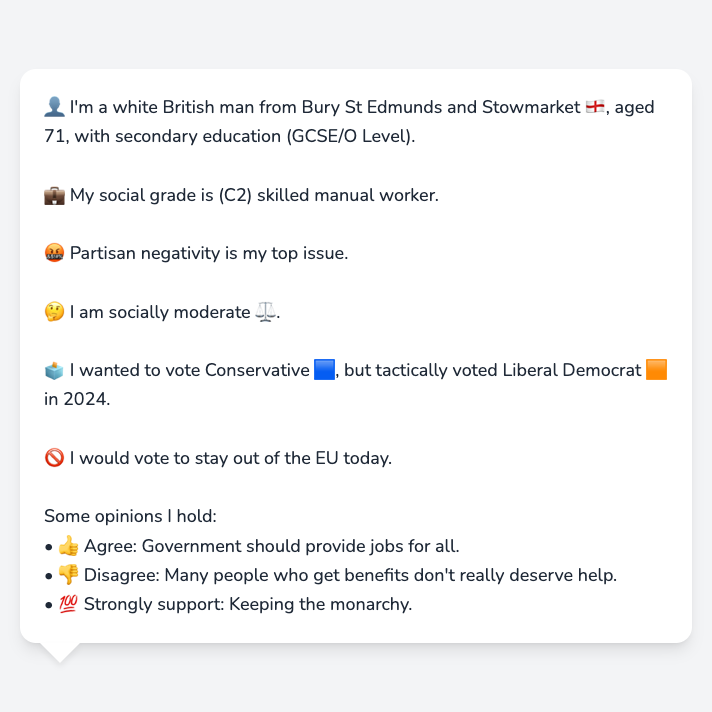 👤 I'm a white British man from Bury St Edmunds and Stowmarket 🏴󠁧󠁢󠁥󠁮󠁧󠁿, aged
71, with secondary education (GCSE/O Level).
💼 My social grade is (C2) skilled manual worker.
🤬 Partisan negativity is my top issue.
🤔 I am socially moderate ⚖️.
🗳️ I wanted to vote Conservative 🟦, but tactically voted Liberal Democrat 🟧
in 2024.
🚫 I would vote to stay out of the EU today.
Some opinions I hold:
• 👍 Agree: Government should provide jobs for all.
• 👎 Disagree: Many people who get benefits don't really deserve help.
• 💯 Strongly support: Keeping the monarchy.